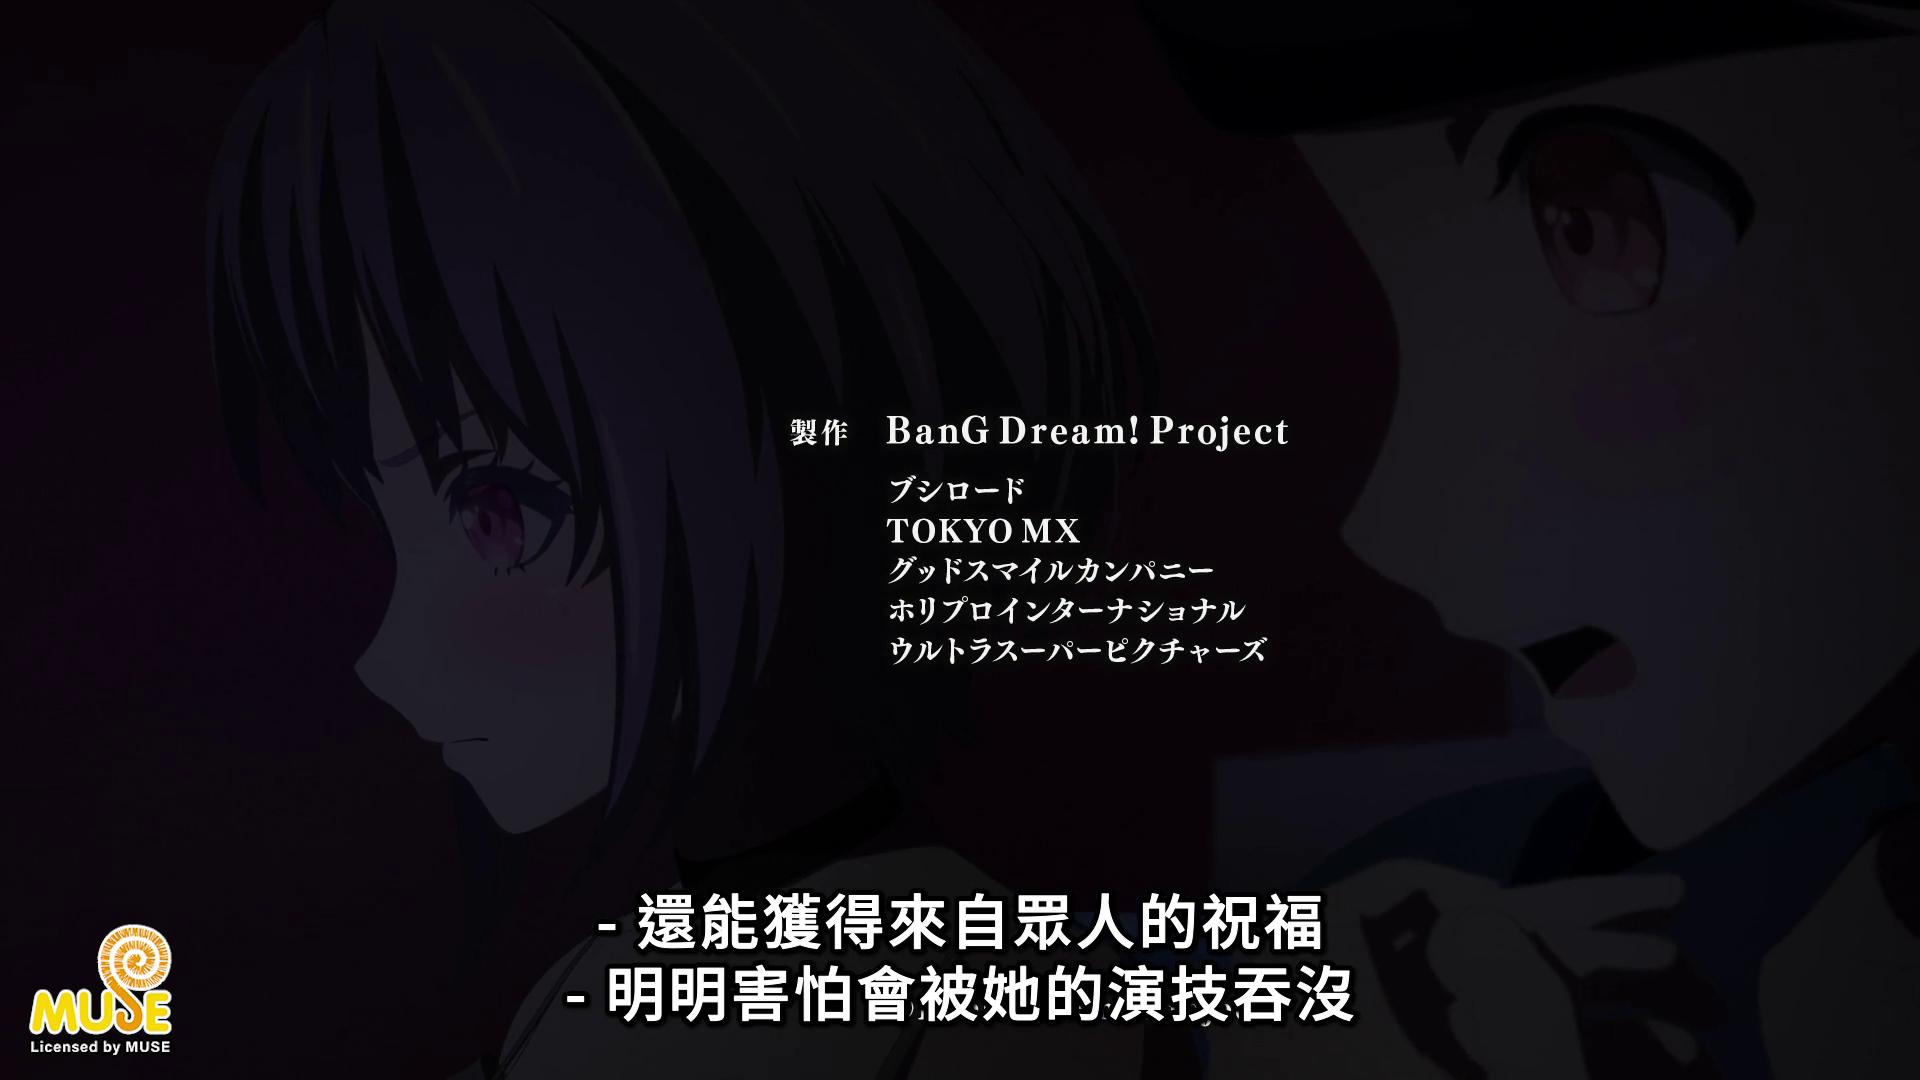 製作 BanG Dream! Project
ブシロード
TOKYO MX
グッドスマイルカンパニー
ホリプロインターナショナル
ウルトラスーパーピクチャーズ
- 還能獲得來自眾人的祝福
- 明明害怕會被她的演技吞沒
MUSE
Licensed by MUSE